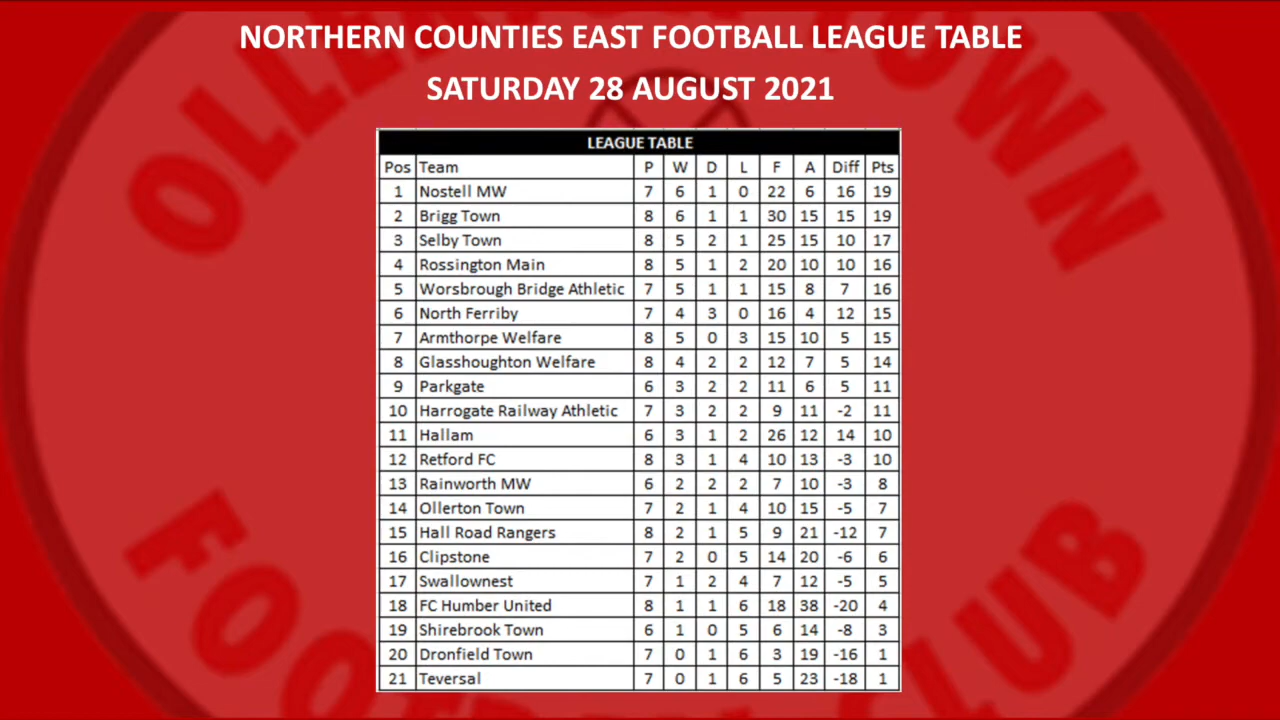 NORTHERN COUNTIES EAST FOOTBALL LEAGUE TABLE
SATURDAY 28 AUGUST 2021
LEAGUE TABLE
Pos Team P W D L F A Diff Pts
1 Nostell MW 7 6 1 0 22 6 16 19
2 Brigg Town 8 6 1 1 30 15 15 19
3 Selby Town 8 5 2 1 25 15 10 17
4 Rossington Main 8 5 1 2 20 10 10 16
5 Worsbrough Bridge Athletic 7 5 1 1 15 8 7 16
6 North Ferriby 7 4 3 0 16 4 12 15
7 Armthorpe Welfare 8 5 0 3 15 10 5 15
8 Glasshoughton Welfare 8 4 2 2 12 7 5 14
9 Parkgate 6 3 2 2 11 6 5 11
10 Harrogate Railway Athletic 7 3 2 2 9 11 -2 11
11 Hallam 6 3 1 2 26 12 14 10
12 Retford FC 8 3 1 4 10 13 -3 10
13 Rainworth MW 6 2 2 2 7 10 -3 8
14 Ollerton Town 7 2 1 4 10 15 -5 7
15 Hall Road Rangers 8 2 1 5 9 21 -12 7
16 Clipstone 7 2 0 5 14 20 -6 6
17 Swallownest 7 1 2 4 7 12 -5 5
18 FC Humber United 8 1 1 6 18 38 -20 4
19 Shirebrook Town 6 1 0 5 6 14 -8 3
20 Dronfield Town 7 0 1 6 3 19 -16 1
21 Teversal 7 0 1 6 5 23 -18 1